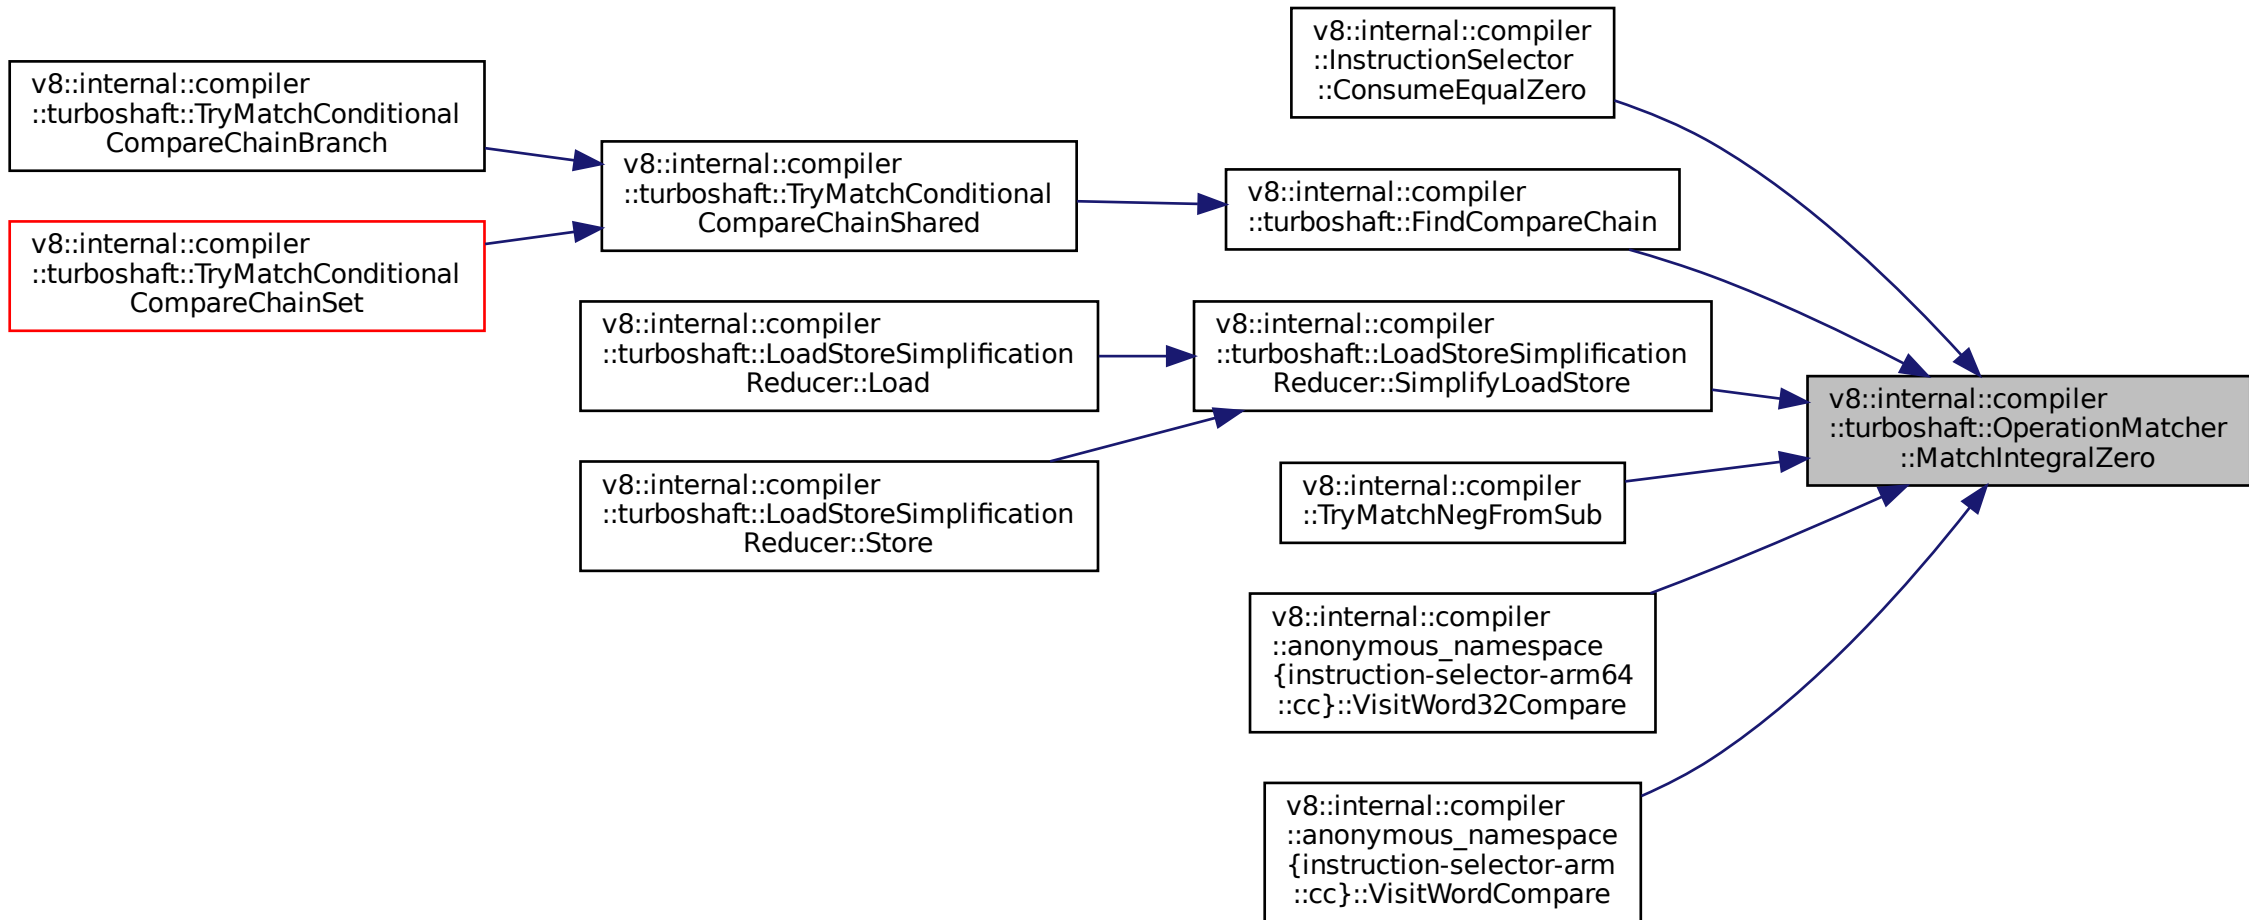 v8::internal::compiler
::turboshaft::TryMatchConditional
CompareChainBranch
v8::internal::compiler
::turboshaft::TryMatchConditional
CompareChainSet
v8::internal::compiler
::turboshaft::TryMatchConditional
CompareChainShared
v8::internal::compiler
::turboshaft::LoadStoreSimplification
Reducer::Load
v8::internal::compiler
::turboshaft::LoadStoreSimplification
Reducer::Store
v8::internal::compiler
::InstructionSelector
::ConsumeEqualZero
v8::internal::compiler
::turboshaft::FindCompareChain
v8::internal::compiler
::turboshaft::LoadStoreSimplification
Reducer::SimplifyLoadStore
v8::internal::compiler
::TryMatchNegFromSub
v8::internal::compiler
::anonymous_namespace
{instruction-selector-arm64
::cc}::VisitWord32Compare
v8::internal::compiler
::anonymous_namespace
{instruction-selector-arm
::cc}::VisitWordCompare
v8::internal::compiler
::turboshaft::OperationMatcher
::MatchIntegralZero